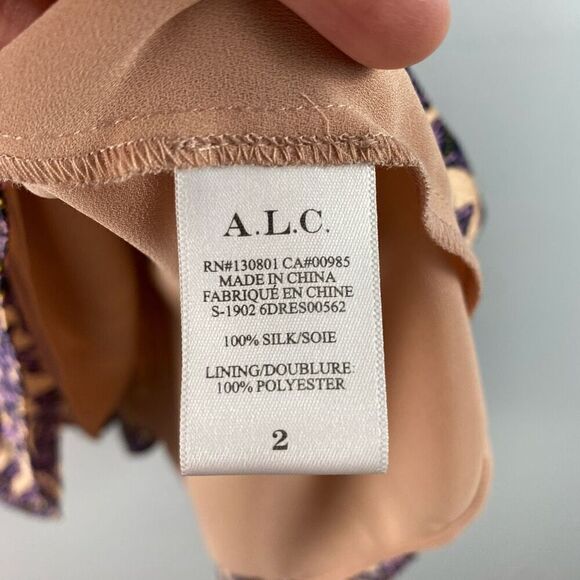 A.L.C.
RN#130801 CA#00985
MADE IN CHINA
FABRIQUÉ EN CHINE
S-1902 6DRES00562
100% SILK/SOIE
LINING/DOUBLURE:
100% POLYESTER
2